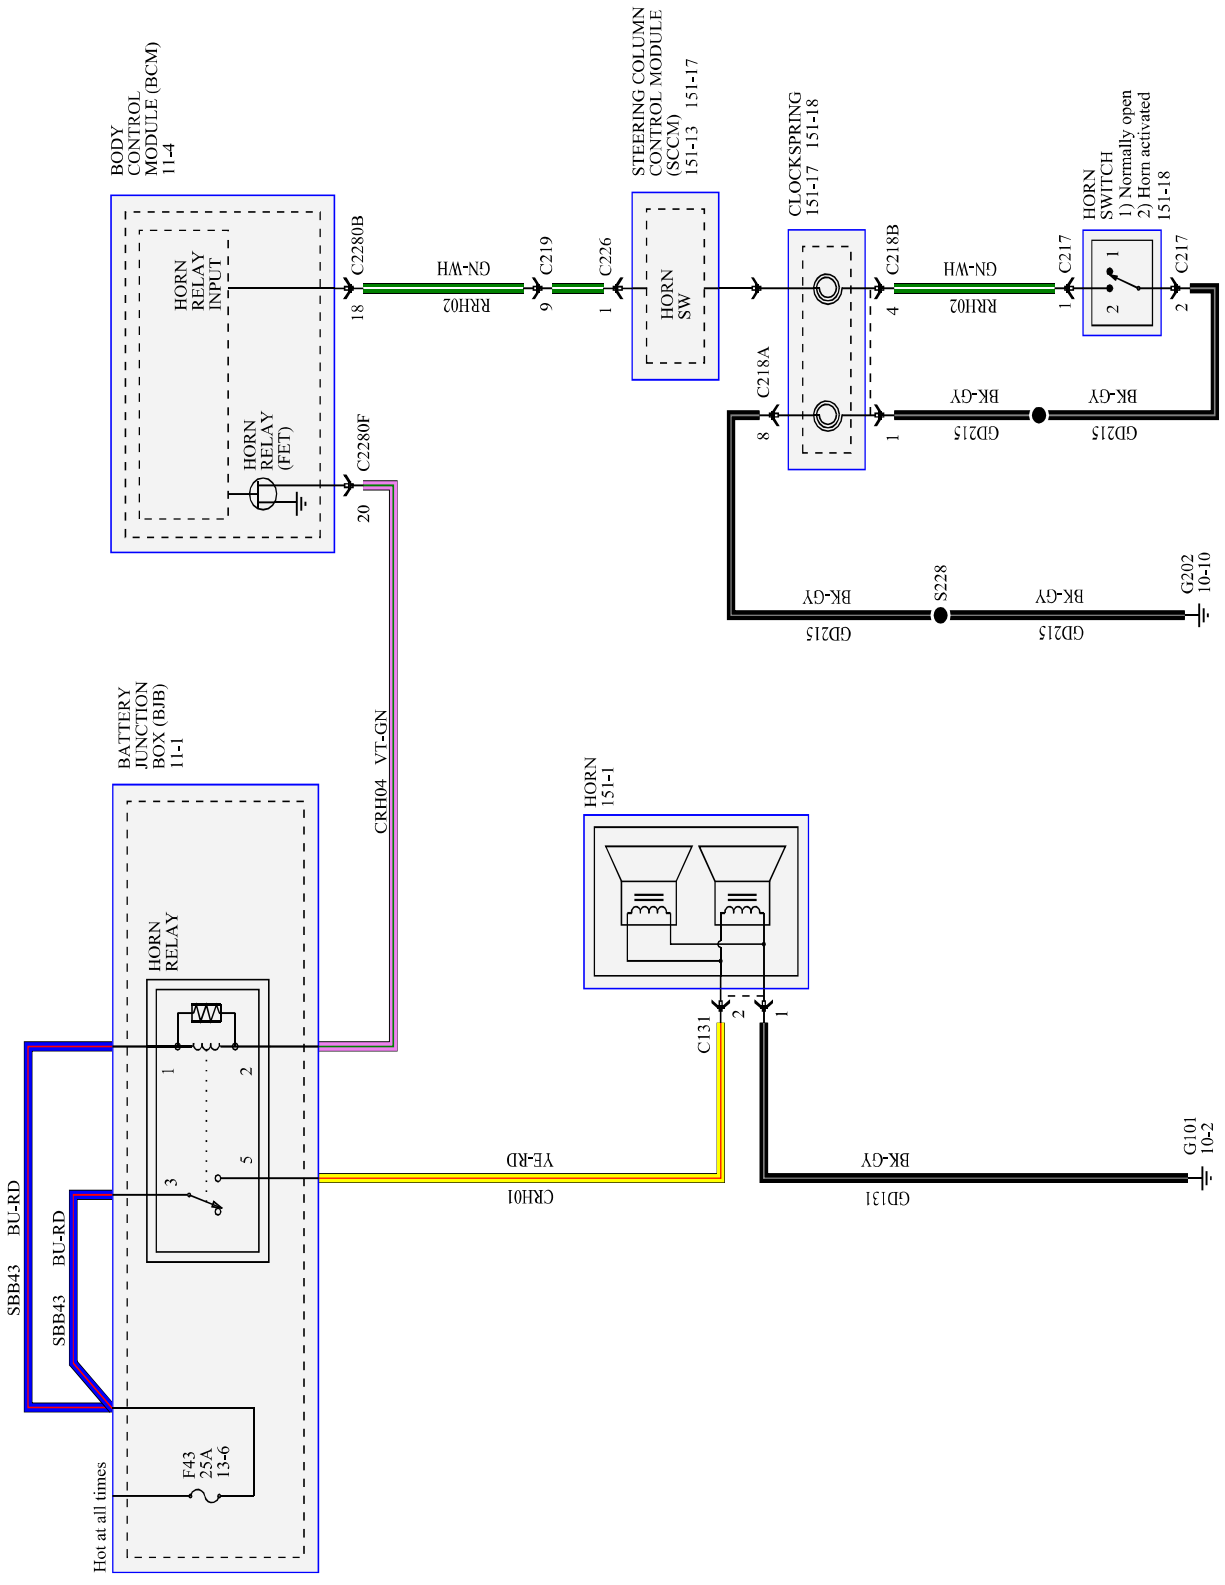 Hot at all times
F43
25A
13-6
SBB43 BU-RD
SBB43 BU-RD
BATTERY
JUNCTION
BOX (BJB)
11-1
HORN
RELAY
1
2
3
5
CRH04 VT-GN
BODY
CONTROL
MODULE (BCM)
11-4
HORN
RELAY
INPUT
HORN
RELAY
(FET)
20
C2280F
18
C2280B
RRH02
GN-WH
9
C219
1
C226
STEERING COLUMN
CONTROL MODULE
(SCCM)
151-13 151-17
HORN
SW
CLOCKSPRING
151-17 151-18
8
C218A
4
C218B
1
RRH02
GN-WH
1
C217
HORN
SWITCH
1) Normally open
2) Horn activated
151-18
2
1
2
C217
GD215
BK-GY
GD215
BK-GY
GD215
BK-GY
S228
GD215
BK-GY
G202
10-10
HORN
151-1
C131
2
1
CRH01
YE-RD
GD131
BK-GY
G101
10-2